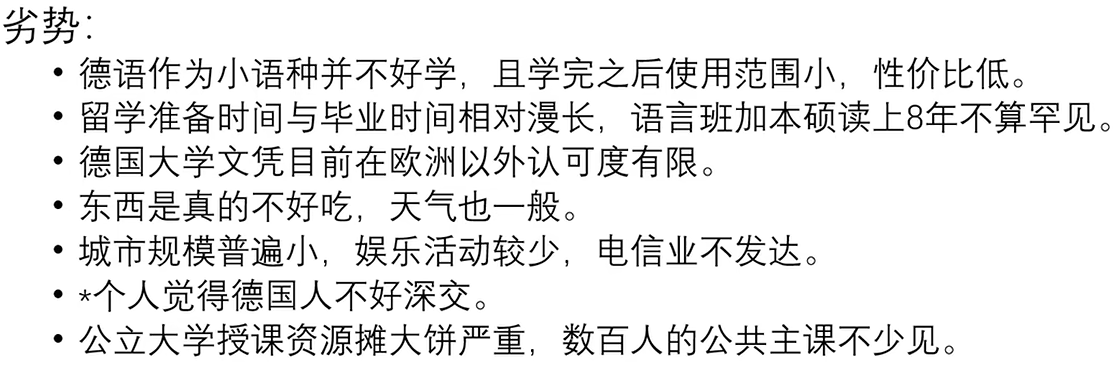 劣势：
• 德语作为小语种并不好学，且学完之后使用范围小，性价比低。
• 留学准备时间与毕业时间相对漫长，语言班加本硕读上8年不算罕见。
• 德国大学文凭目前在欧洲以外认可度有限。
• 东西是真的不好吃，天气也一般。
• 城市规模普遍小，娱乐活动较少，电信业不发达。
• *个人觉得德国人不好深交。
• 公立大学授课资源摊大饼严重，数百人的公共主课不少见。